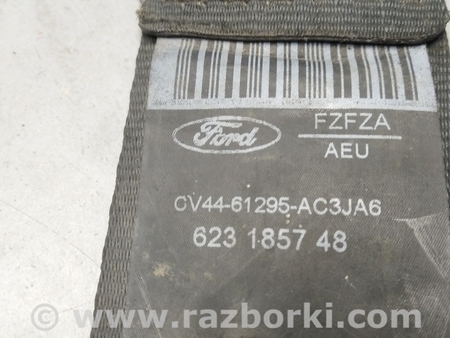 Ford
FZFZA
AEU
CV44-61295-AC3JA6
623 1857 48
© www.razborki.com